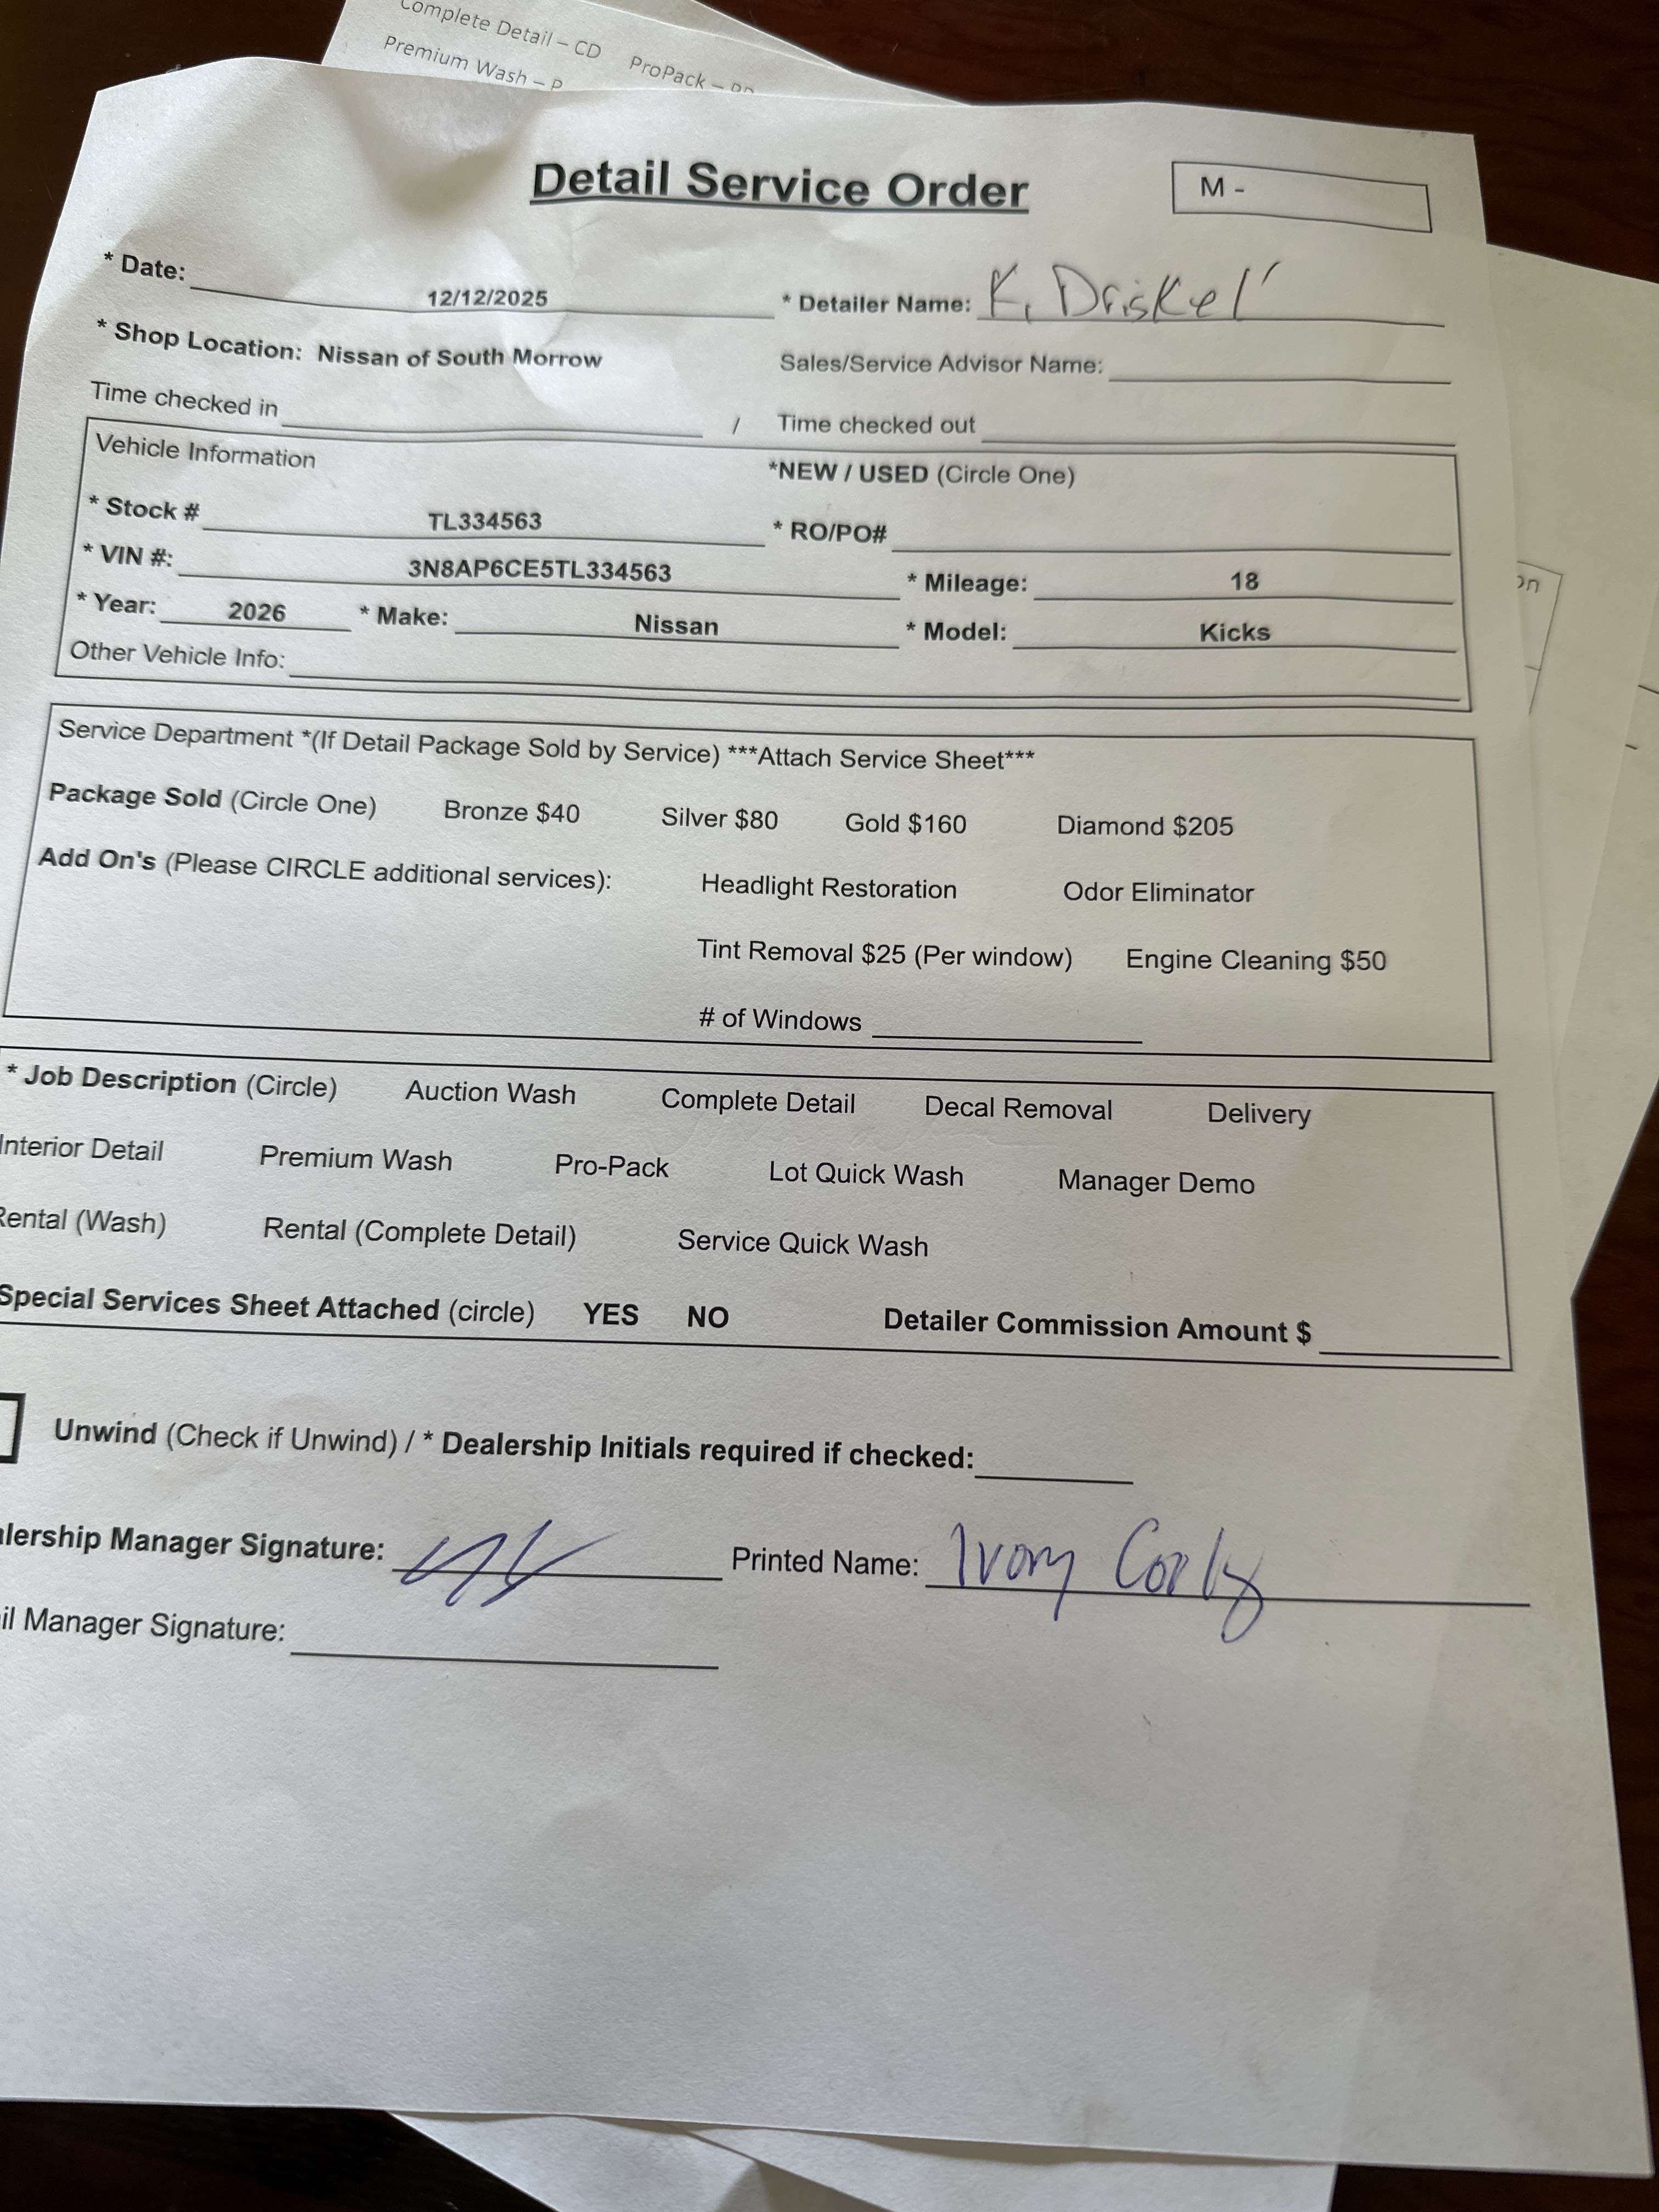 Complete Detail – CD ProPack –
Premium Wash – P
Detail Service Order
M -
* Date: 12/12/2025 * Detailer Name: K. Driskel
* Shop Location: Nissan of South Morrow Sales/Service Advisor Name:
Time checked in / Time checked out
Vehicle Information *NEW / USED (Circle One)
* Stock # TL334563 * RO/PO#
* VIN #: 3N8AP6CE5TL334563 * Mileage: 18
* Year: 2026 * Make: Nissan * Model: Kicks
Other Vehicle Info:
Service Department *(If Detail Package Sold by Service) ***Attach Service Sheet***
Package Sold (Circle One) Bronze $40 Silver $80 Gold $160 Diamond $205
Add On's (Please CIRCLE additional services): Headlight Restoration Odor Eliminator
Tint Removal $25 (Per window) Engine Cleaning $50
# of Windows
* Job Description (Circle) Auction Wash Complete Detail Decal Removal Delivery
Interior Detail Premium Wash Pro-Pack Lot Quick Wash Manager Demo
Rental (Wash) Rental (Complete Detail) Service Quick Wash
Special Services Sheet Attached (circle) YES NO Detailer Commission Amount $
Unwind (Check if Unwind) / * Dealership Initials required if checked:
lership Manager Signature: Printed Name: Ivory
il Manager Signature: